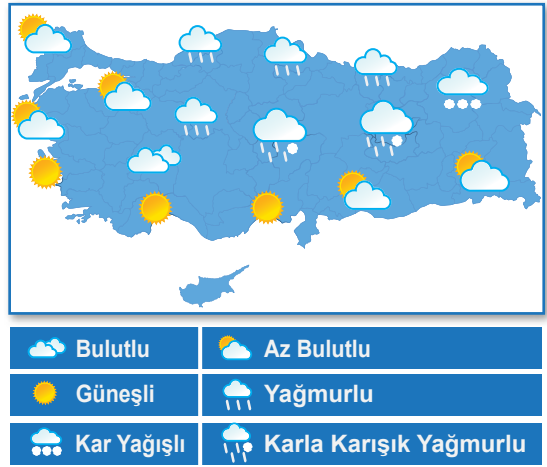 Bulutlu
Az Bulutlu
Güneşli
Yağmurlu
Kar Yağışlı
Karla Karışık Yağmurlu